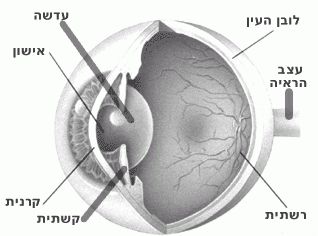 עדשה
לובן העין
אישון
עצב
הראיה
קרנית
קשתית
רשתית